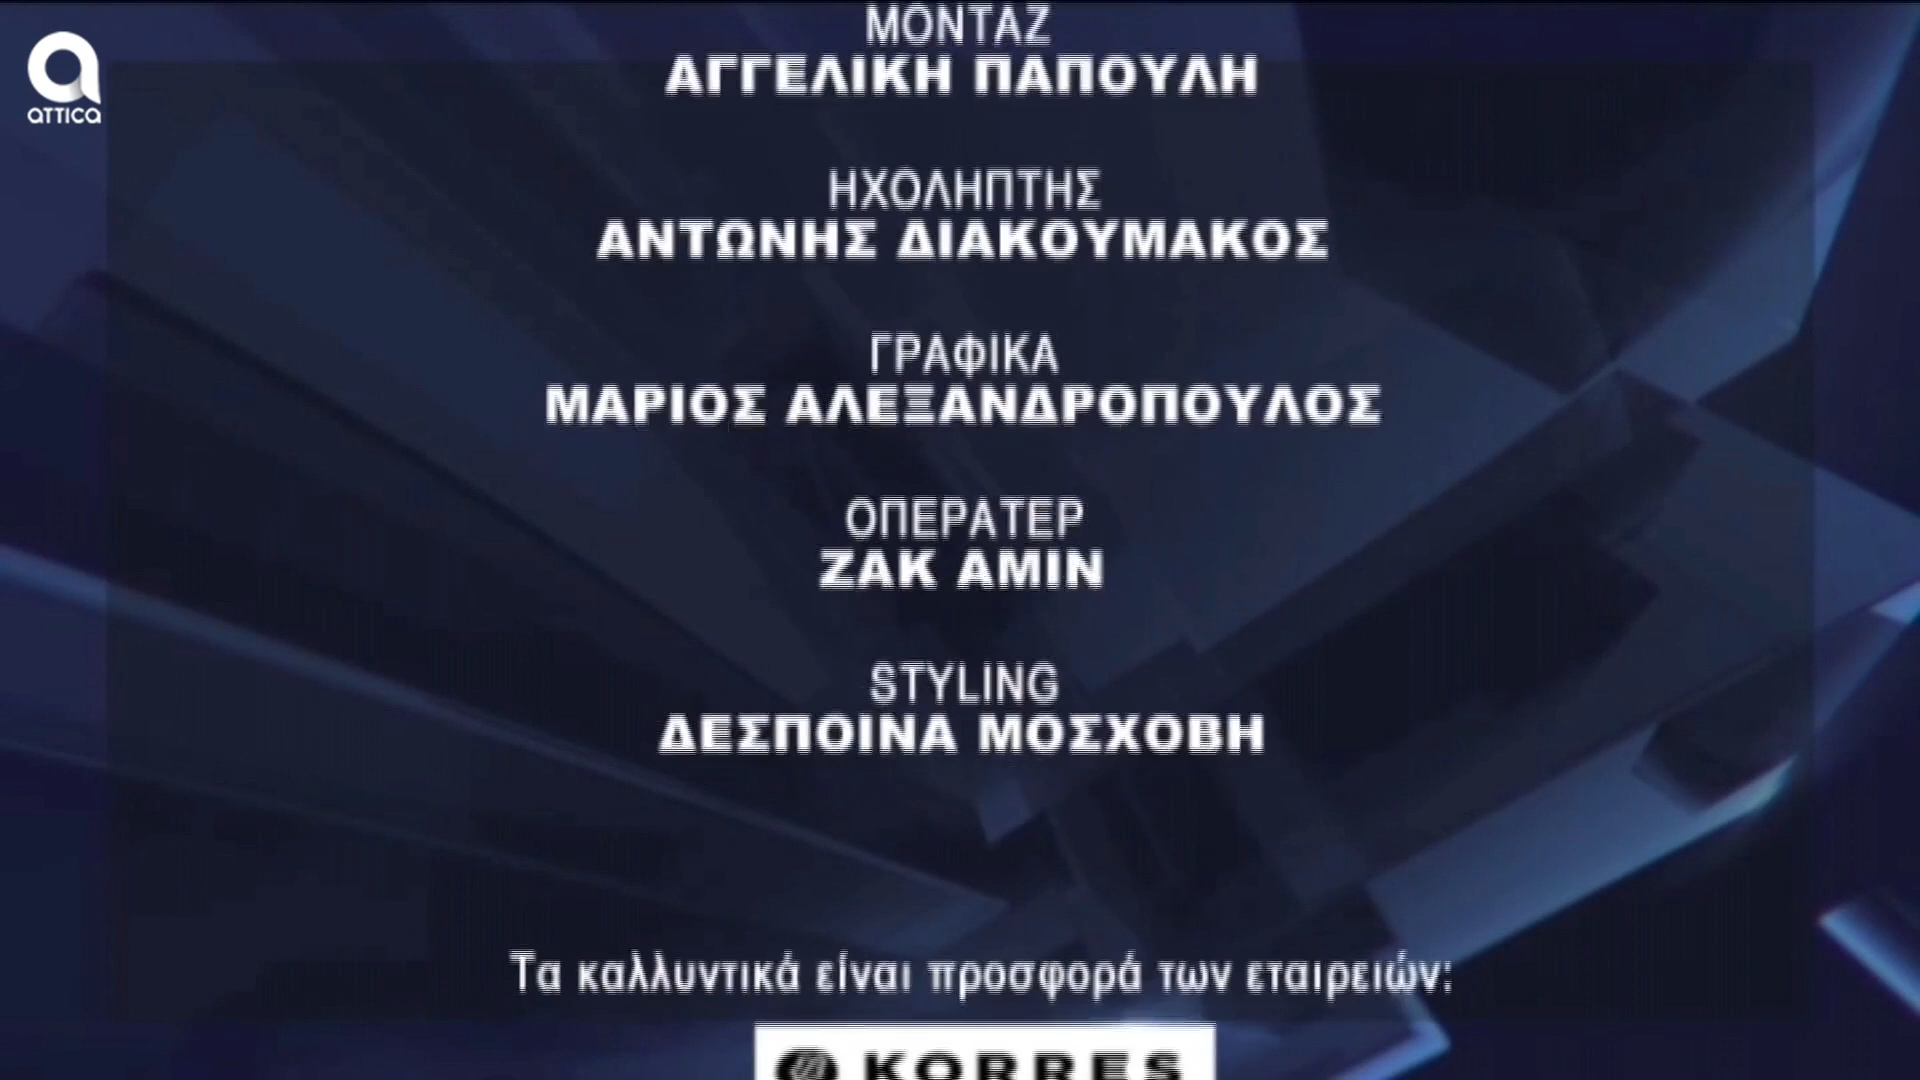 ΜΟΝΤΑΖ
ΑΓΓΕΛΙΚΗ ΠΑΠΟΥΛΗ
attica
ΗΧΟΛΗΠΤΗΣ
ΑΝΤΩΝΗΣ ΔΙΑΚΟΥΜΑΚΟΣ
ΓΡΑΦΙΚΑ
ΜΑΡΙΟΣ ΑΛΕΞΑΝΔΡΟΠΟΥΛΟΣ
ΟΠΕΡΑΤΕΡ
ΖΑΚ ΑΜΙΝ
STYLING
ΔΕΣΠΟΙΝΑ ΜΟΣΧΟΒΗ
Τα καλλυντικά είναι προσφορά των εταιρειών:
KORRES